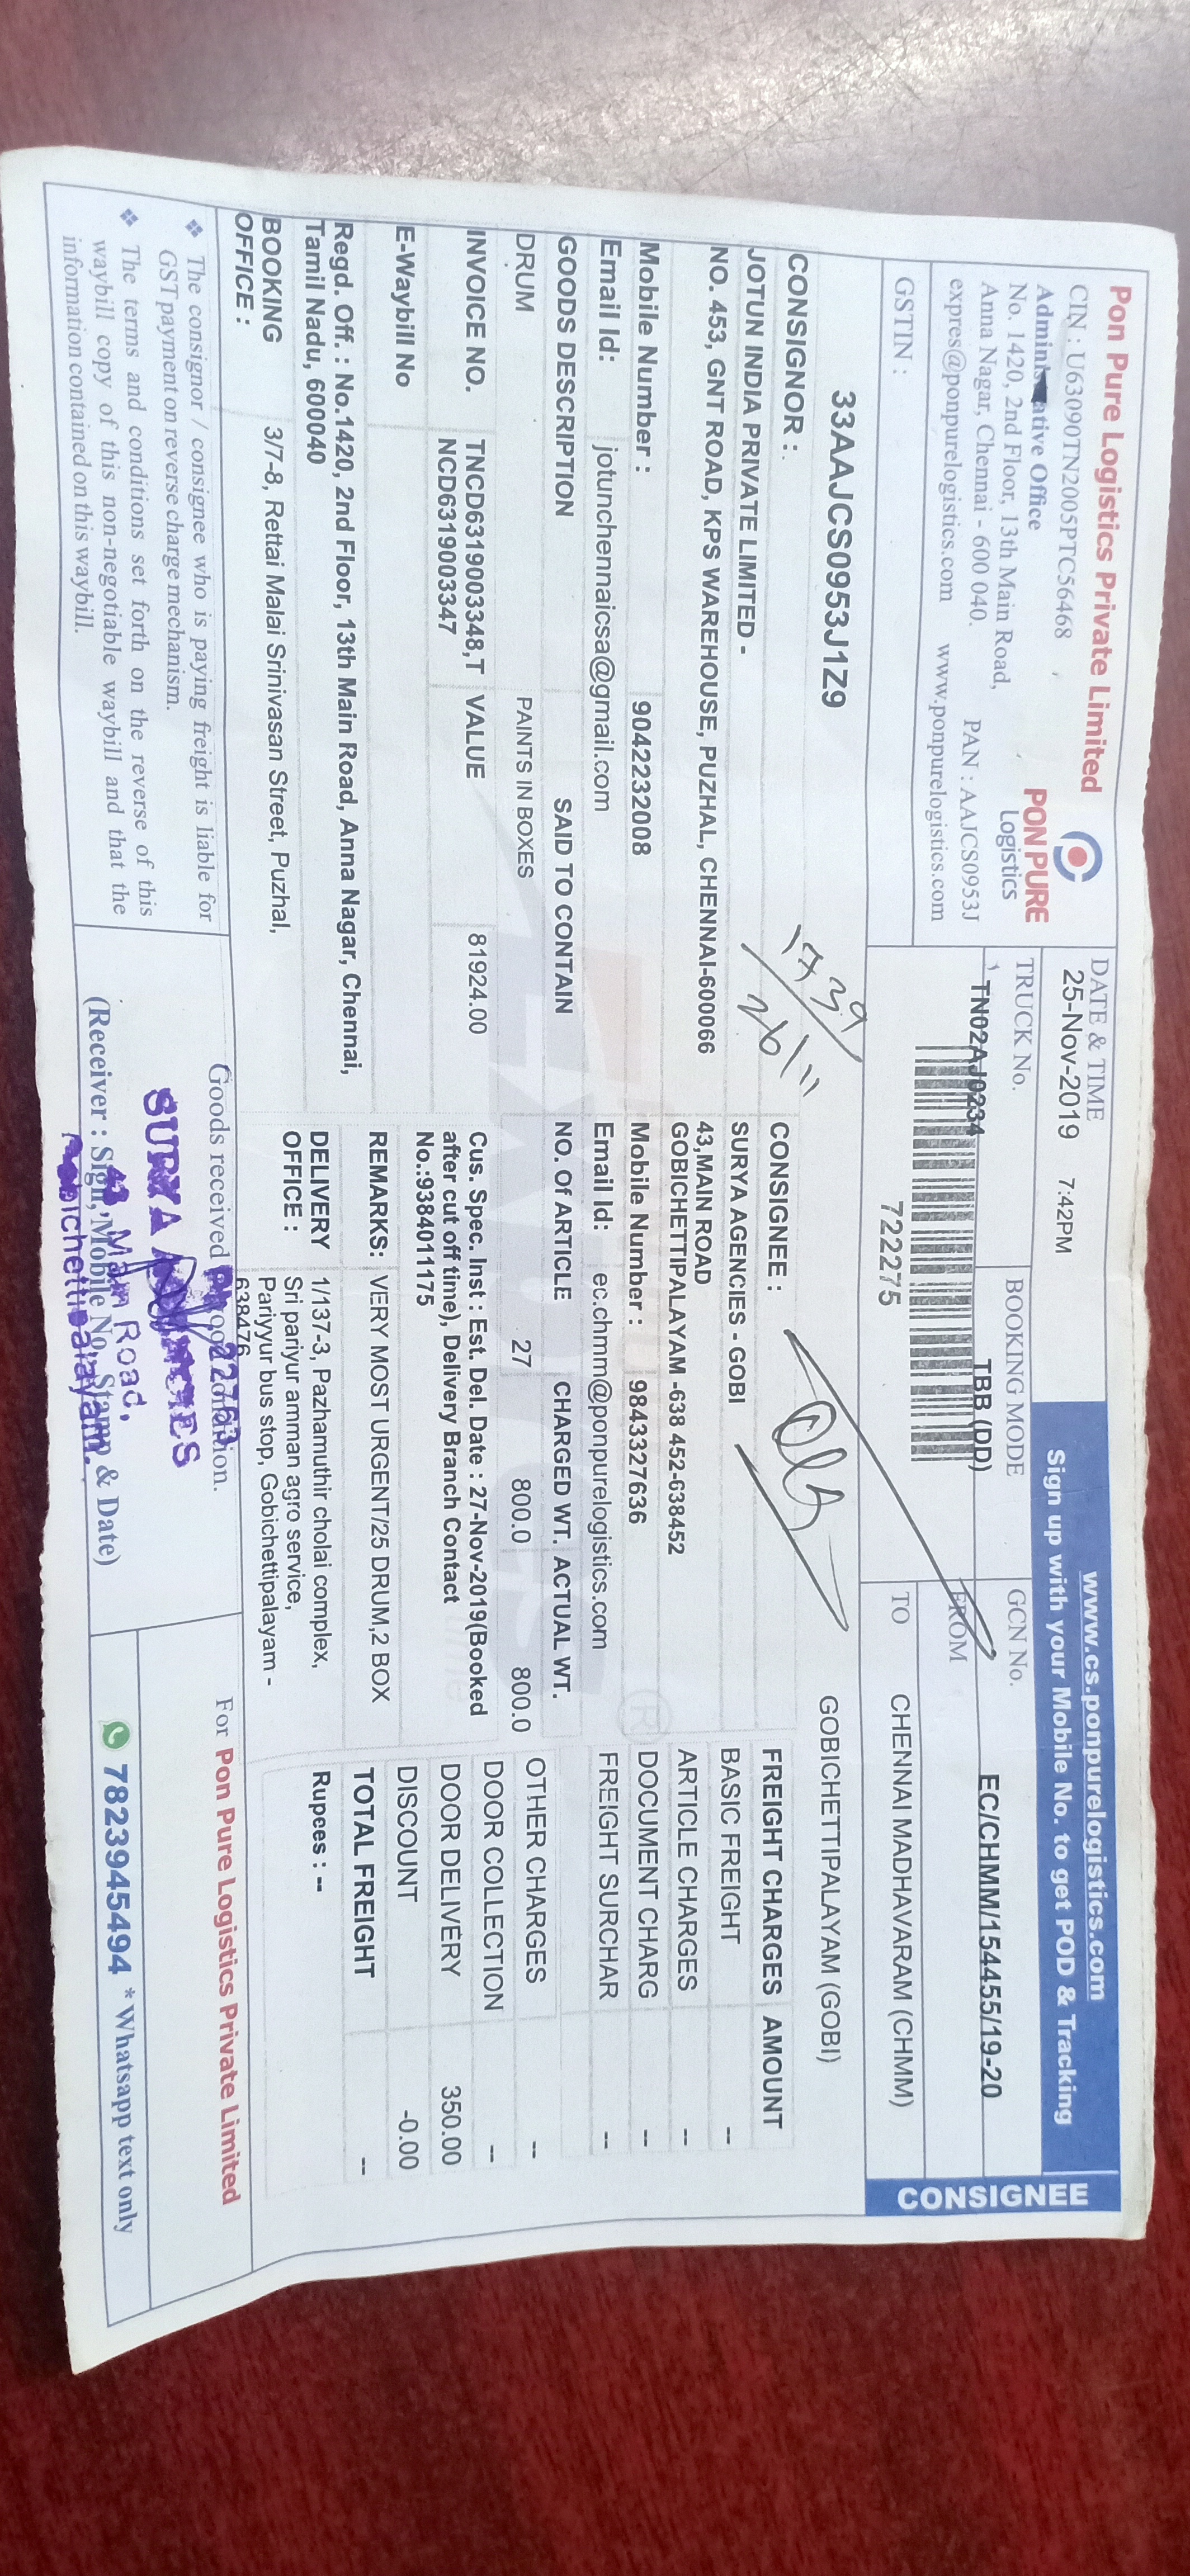 Pon Pure Logistics Private Limited
CIN : U63090TN2005PTC56468
Administrative Office
No. 1420, 2nd Floor, 13th Main Road,
Anna Nagar, Chennai - 600 040. PAN : AAJCS0953J
expres@ponpurelogistics.com www.ponpurelogistics.com
PON PURE
Logistics
GSTIN :
33AAJCS0953J1Z9
DATE & TIME
25-Nov-2019 7:42PM
TRUCK No.
TN02AJ0234
BOOKING MODE
TBB (DD)
722275
www.cs.ponpurelogistics.com
Sign up with your Mobile No. to get POD & Tracking
GCN No.
EC/CHMM/154455/19-20
FROM
CHENNAI MADHAVARAM (CHMM)
TO
GOBICHETTIPALAYAM (GOBI)
CONSIGNEE
1739
26/11
CONSIGNOR :
JOTUN INDIA PRIVATE LIMITED -
NO. 453, GNT ROAD, KPS WAREHOUSE, PUZHAL, CHENNAI-600066
Mobile Number : 9042232008
Email Id: jotunchennaicsa@gmail.com
CONSIGNEE :
SURYA AGENCIES - GOBI
43,MAIN ROAD
GOBICHETTIPALAYAM -638 452-638452
Mobile Number : 9843327636
Email Id: ec.chmm@ponpurelogistics.com
GOODS DESCRIPTION SAID TO CONTAIN NO. Of ARTICLE CHARGED WT. ACTUAL WT.
DRUM PAINTS IN BOXES 27 800.0 800.0
INVOICE NO. TNCD6319003348,T
NCD6319003347
VALUE 81924.00
E-Waybill No
Cus. Spec. Inst : Est. Del. Date : 27-Nov-2019(Booked
after cut off time), Delivery Branch Contact
No.:9384011175
REMARKS: VERY MOST URGENT/25 DRUM,2 BOX
Regd. Off. : No.1420, 2nd Floor, 13th Main Road, Anna Nagar, Chennai,
Tamil Nadu, 600040
BOOKING OFFICE : 3/7-8, Rettai Malai Srinivasan Street, Puzhal,
DELIVERY OFFICE : 1/137-3, Pazhamuthir cholai complex,
Sri pariyur amman agro service,
Pariyyur bus stop, Gobichettipalayam -
638476
FREIGHT CHARGES AMOUNT
BASIC FREIGHT --
ARTICLE CHARGES --
DOCUMENT CHARG --
FREIGHT SURCHAR --
OTHER CHARGES --
DOOR COLLECTION --
DOOR DELIVERY 350.00
DISCOUNT -0.00
TOTAL FREIGHT --
Rupees : --
❖ The consignor / consignee who is paying freight is liable for
GST payment on reverse charge mechanism.
❖ The terms and conditions set forth on the reverse of this
waybill copy of this non-negotiable waybill and that the
information contained on this waybill.
Goods received
(Receiver : Sign, Mobile No. Stamp & Date)
SURYA AGENCIES
43 Main Road,
Gobichettipalayam.
For Pon Pure Logistics Private Limited
7823945494 *Whatsapp text only